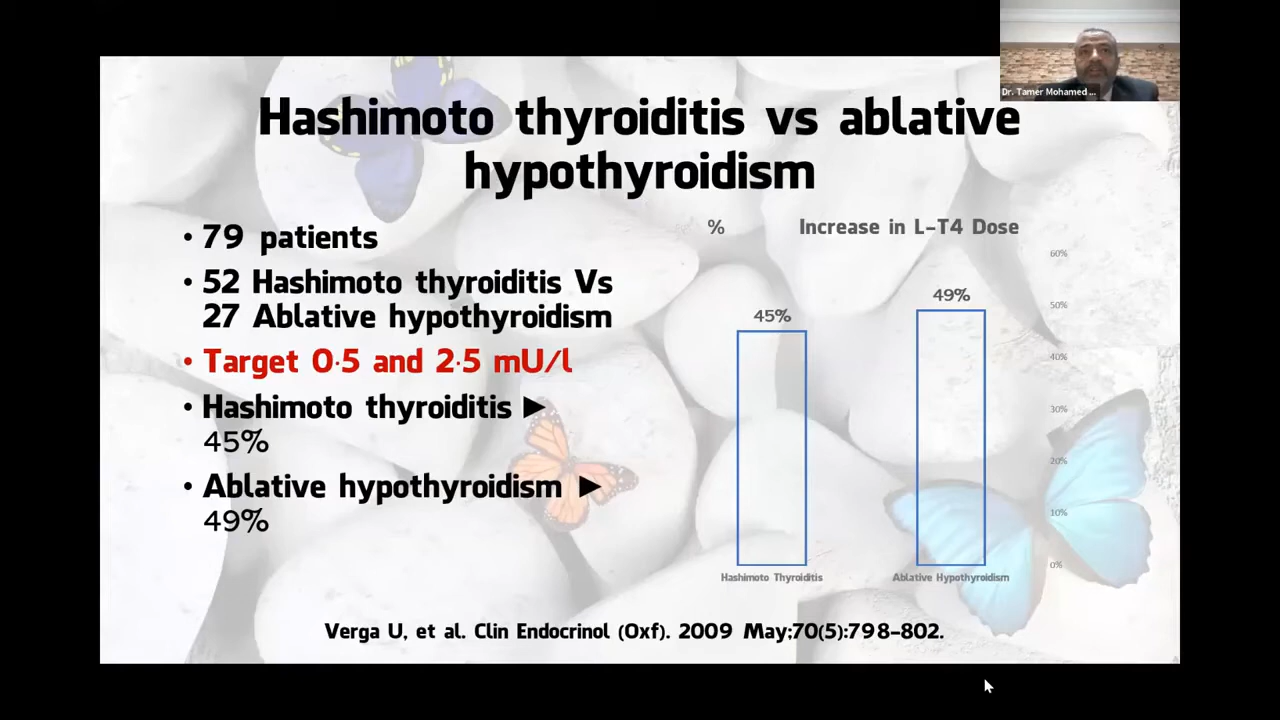 Dr. Tamer Mohamed ...
Hashimoto thyroiditis vs ablative
hypothyroidism
• 79 patients
• 52 Hashimoto thyroiditis Vs
27 Ablative hypothyroidism
• Target 0·5 and 2·5 mU/l
• Hashimoto thyroiditis ►
45%
• Ablative hypothyroidism ►
49%
% Increase in L-T4 Dose
60%
50%
40%
30%
20%
10%
0%
45%
49%
Hashimoto Thyroiditis
Ablative Hypothyroidism
Verga U, et al. Clin Endocrinol (Oxf). 2009 May;70(5):798-802.